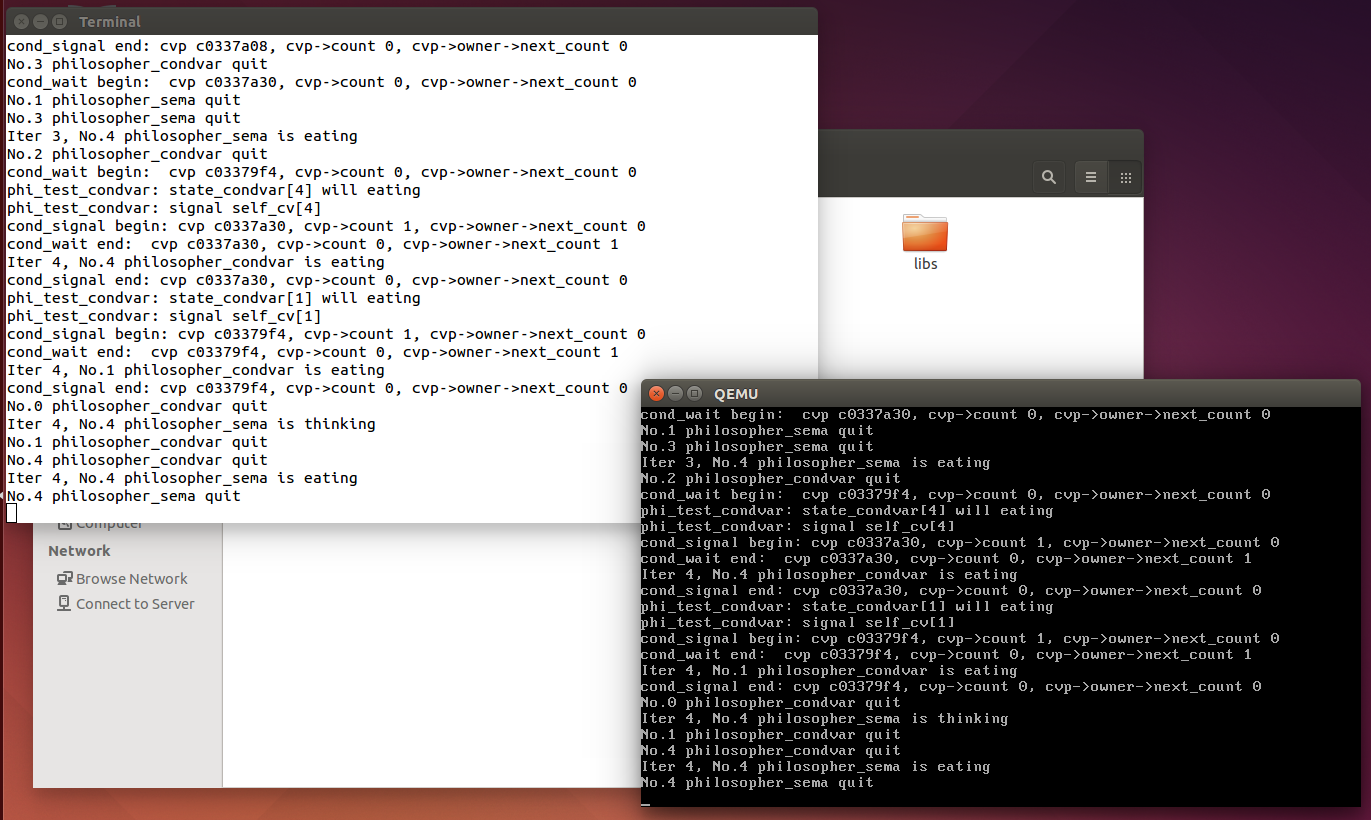 Terminal
cond_signal end: cvp c0337a08, cvp->count 0, cvp->owner->next_count 0
No.3 philosopher_condvar quit
cond_wait begin:  cvp c0337a30, cvp->count 0, cvp->owner->next_count 0
No.1 philosopher_sema quit
No.3 philosopher_sema quit
Iter 3, No.4 philosopher_sema is eating
No.2 philosopher_condvar quit
cond_wait begin:  cvp c03379f4, cvp->count 0, cvp->owner->next_count 0
phi_test_condvar: state_condvar[4] will eating
phi_test_condvar: signal self_cv[4]
cond_signal begin: cvp c0337a30, cvp->count 1, cvp->owner->next_count 0
cond_wait end:  cvp c0337a30, cvp->count 0, cvp->owner->next_count 1
Iter 4, No.4 philosopher_condvar is eating
cond_signal end: cvp c0337a30, cvp->count 0, cvp->owner->next_count 0
phi_test_condvar: state_condvar[1] will eating
phi_test_condvar: signal self_cv[1]
cond_signal begin: cvp c03379f4, cvp->count 1, cvp->owner->next_count 0
cond_wait end:  cvp c03379f4, cvp->count 0, cvp->owner->next_count 1
Iter 4, No.1 philosopher_condvar is eating
cond_signal end: cvp c03379f4, cvp->count 0, cvp->owner->next_count 0
No.0 philosopher_condvar quit
Iter 4, No.4 philosopher_sema is thinking
No.1 philosopher_condvar quit
No.4 philosopher_condvar quit
Iter 4, No.4 philosopher_sema is eating
No.4 philosopher_sema quit
libs
Computer
Network
Browse Network
Connect to Server
QEMU
cond_wait begin:  cvp c0337a30, cvp->count 0, cvp->owner->next_count 0
No.1 philosopher_sema quit
No.3 philosopher_sema quit
Iter 3, No.4 philosopher_sema is eating
No.2 philosopher_condvar quit
cond_wait begin:  cvp c03379f4, cvp->count 0, cvp->owner->next_count 0
phi_test_condvar: state_condvar[4] will eating
phi_test_condvar: signal self_cv[4]
cond_signal begin: cvp c0337a30, cvp->count 1, cvp->owner->next_count 0
cond_wait end:  cvp c0337a30, cvp->count 0, cvp->owner->next_count 1
Iter 4, No.4 philosopher_condvar is eating
cond_signal end: cvp c0337a30, cvp->count 0, cvp->owner->next_count 0
phi_test_condvar: state_condvar[1] will eating
phi_test_condvar: signal self_cv[1]
cond_signal begin: cvp c03379f4, cvp->count 1, cvp->owner->next_count 0
cond_wait end:  cvp c03379f4, cvp->count 0, cvp->owner->next_count 1
Iter 4, No.1 philosopher_condvar is eating
cond_signal end: cvp c03379f4, cvp->count 0, cvp->owner->next_count 0
No.0 philosopher_condvar quit
Iter 4, No.4 philosopher_sema is thinking
No.1 philosopher_condvar quit
No.4 philosopher_condvar quit
Iter 4, No.4 philosopher_sema is eating
No.4 philosopher_sema quit